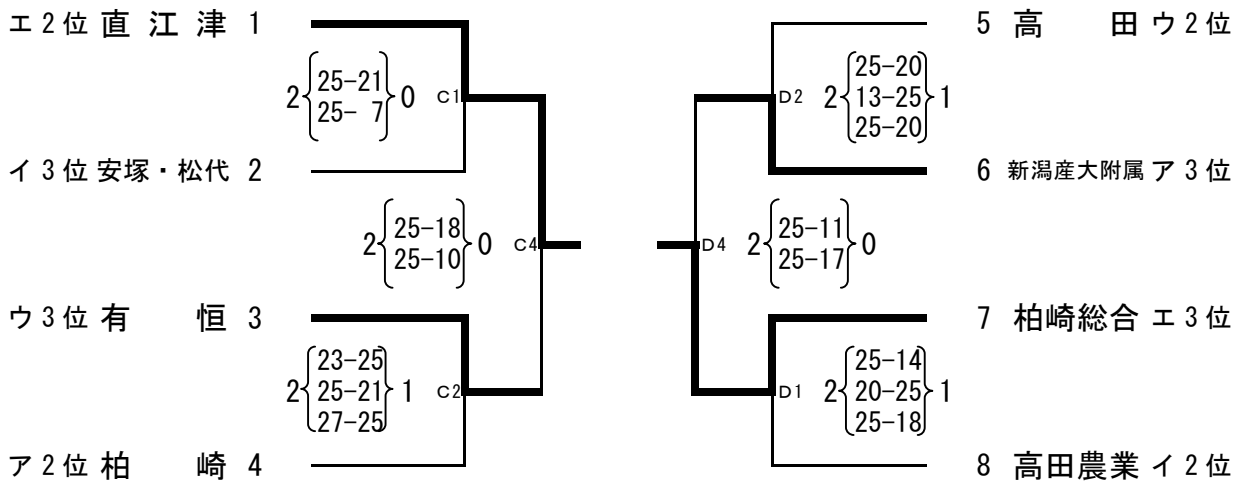 エ2位 直江津 1
25-21
2 0 C1
25- 7
イ3位 安塚・松代 2
25-18
2 0 C4
25-10
ウ3位 有恒 3
23-25
2 25-21 1 C2
27-25
ア2位 柏崎 4
5 高田 ウ2位
25-20
D2 2 13-25 1
25-20
6 新潟産大附属 ア3位
25-11
D4 2 0
25-17
7 柏崎総合 エ3位
25-14
D1 2 20-25 1
25-18
8 高田農業 イ2位